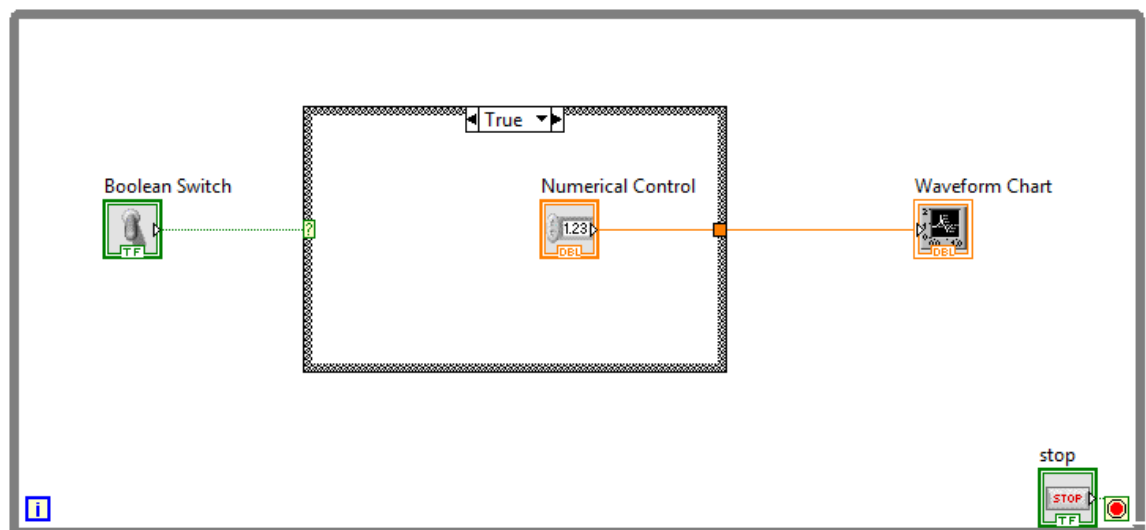 True
Boolean Switch
Numerical Control
Waveform Chart
?
1.23
TF
DBL
DBL
stop
i
STOP
TF